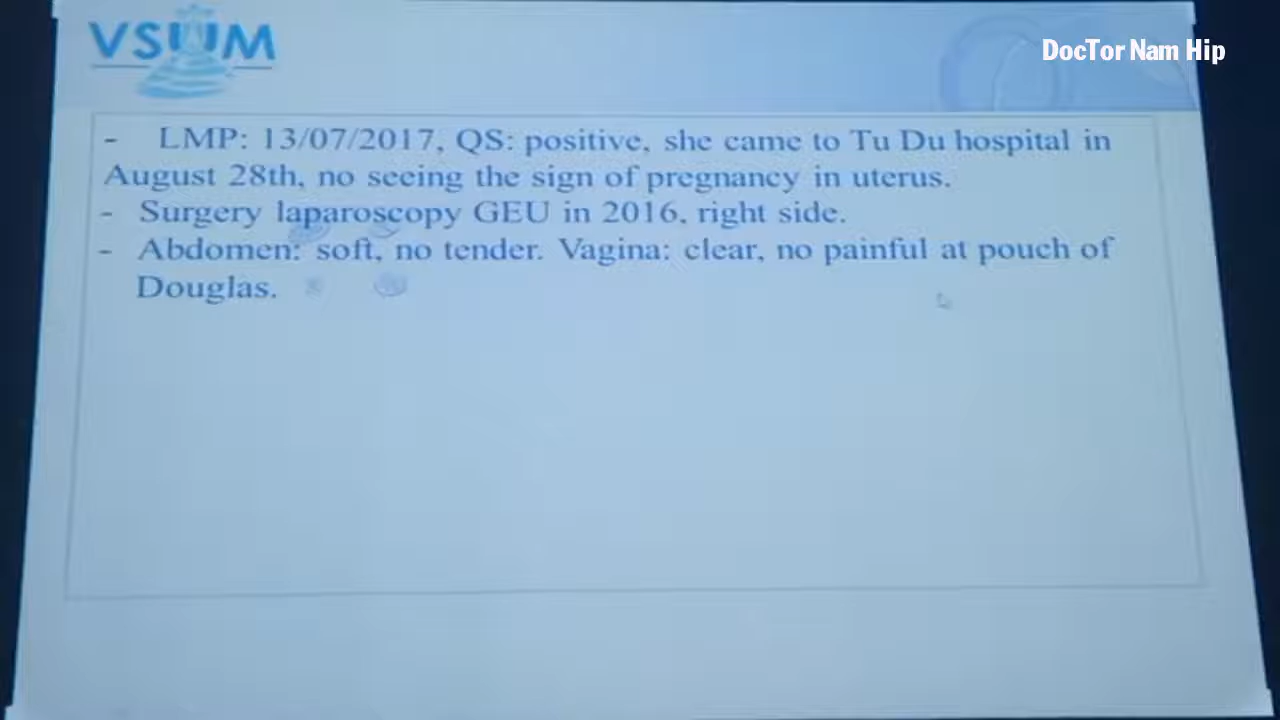 VSUM
DocTor Nam Hip
- LMP: 13/07/2017, QS: positive, she came to Tu Du hospital in
August 28th, no seeing the sign of pregnancy in uterus.
- Surgery laparoscopy GEU in 2016, right side.
- Abdomen: soft, no tender. Vagina: clear, no painful at pouch of
Douglas.